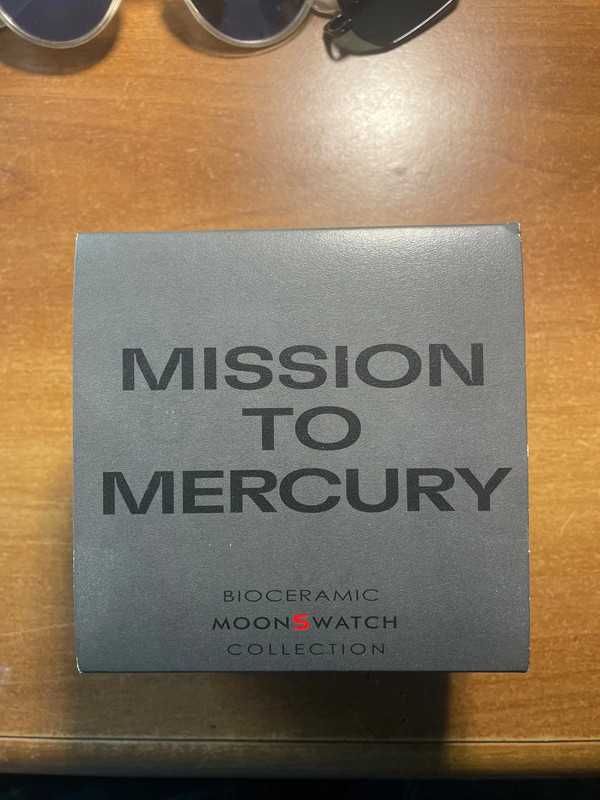 MISSION
TO
MERCURY
BIOCERAMIC
MOONSWATCH
COLLECTION